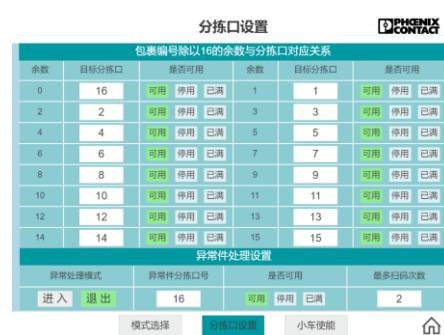 分拣口设置
PHOENIX
CONTACT
包裹编号除以16的余数与分拣口对应关系
余数 目标分拣口 是否可用 余数 目标分拣口 是否可用
0 16 可用 停用 已满 1 1 可用 停用 已满
2 2 可用 停用 已满 3 3 可用 停用 已满
4 4 可用 停用 已满 5 5 可用 停用 已满
6 6 可用 停用 已满 7 7 可用 停用 已满
8 8 可用 停用 已满 9 9 可用 停用 已满
10 10 可用 停用 已满 11 11 可用 停用 已满
12 12 可用 停用 已满 13 13 可用 停用 已满
14 14 可用 停用 已满 15 15 可用 停用 已满
异常件处理设置
异常处理模式 异常件分拣口号 是否可用 最多扫码次数
进入 退出 16 可用 停用 已满 2
模式选择 分拣口设置 小车使能